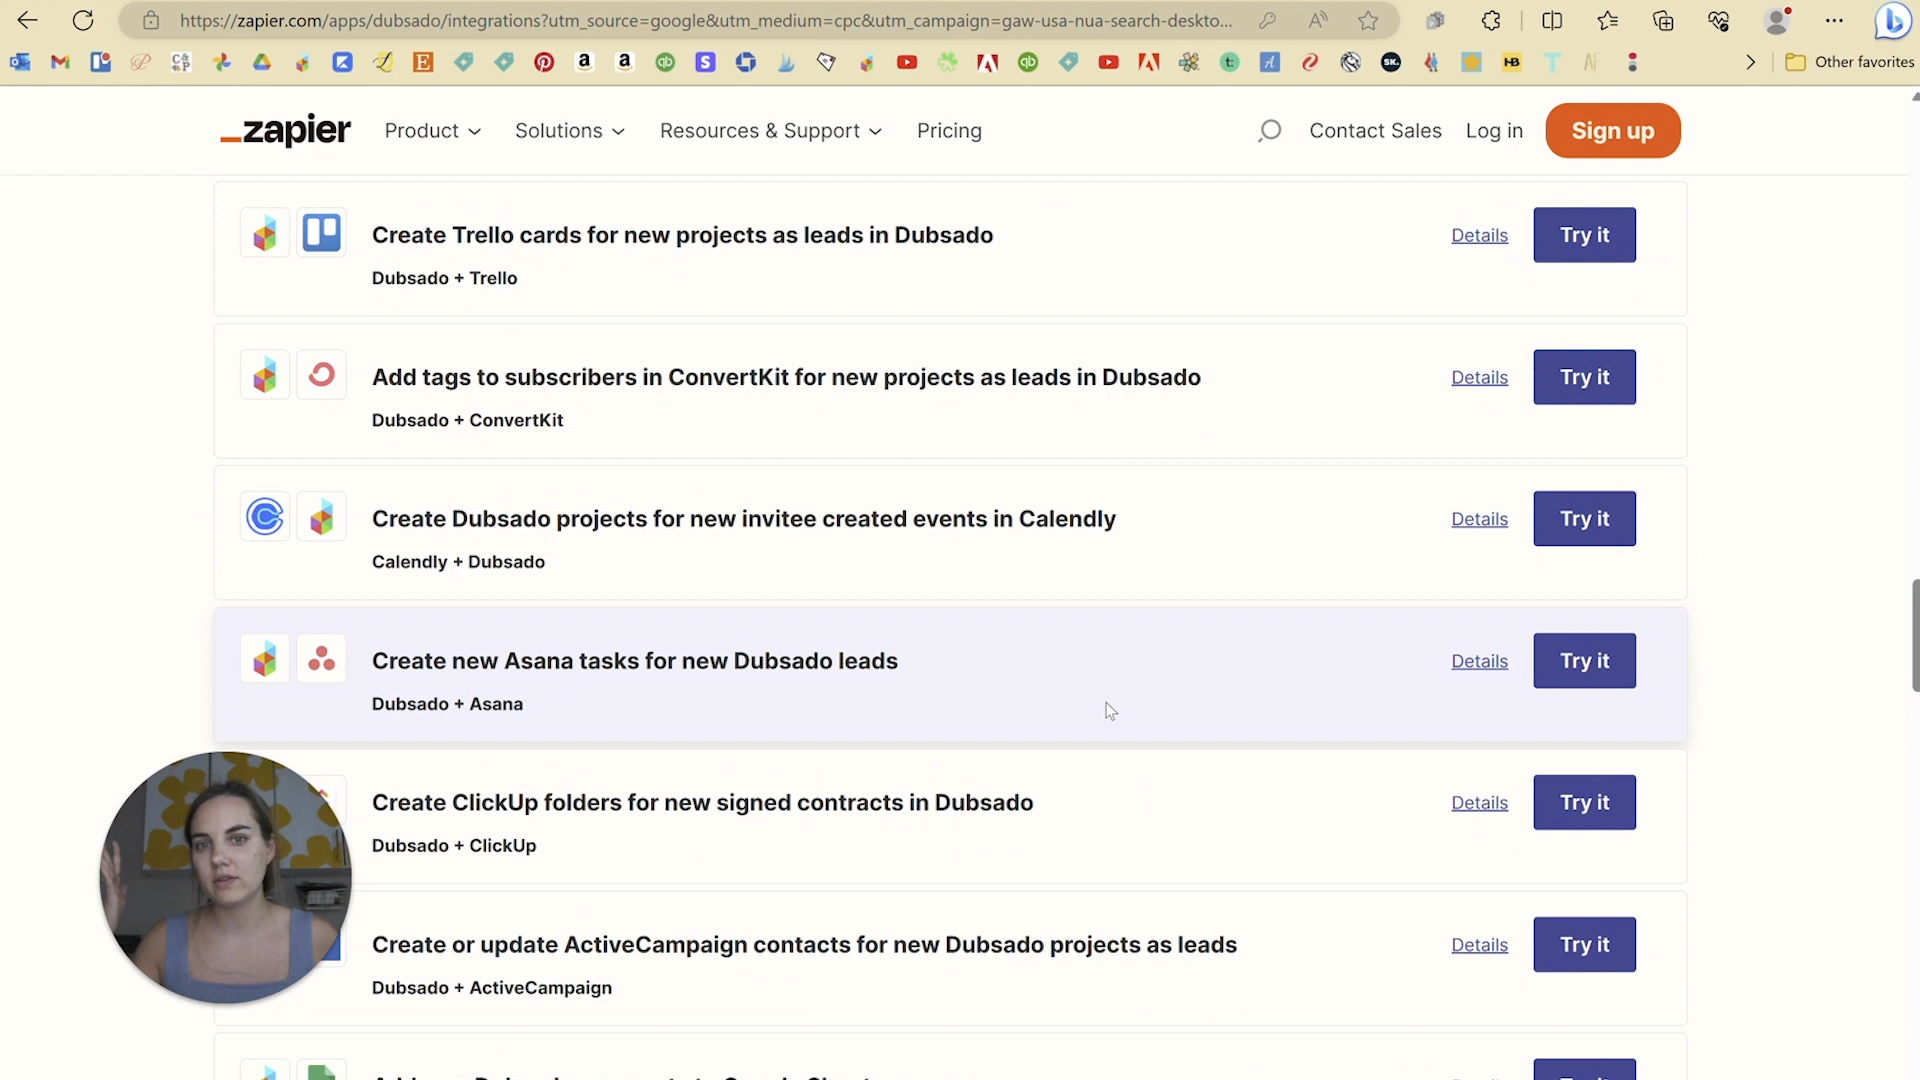 https://zapier.com/apps/dubsado/integrations?utm_source=google&utm_medium=cpc&utm_campaign=gaw-usa-nua-search-deskto...
Other favorites
zapier
Product
Solutions
Resources & Support
Pricing
Contact Sales
Log in
Sign up
Create Trello cards for new projects as leads in Dubsado
Details
Try it
Dubsado + Trello
Add tags to subscribers in ConvertKit for new projects as leads in Dubsado
Details
Try it
Dubsado + ConvertKit
Create Dubsado projects for new invitee created events in Calendly
Details
Try it
Calendly + Dubsado
Create new Asana tasks for new Dubsado leads
Details
Try it
Dubsado + Asana
Create ClickUp folders for new signed contracts in Dubsado
Details
Try it
Dubsado + ClickUp
Create or update ActiveCampaign contacts for new Dubsado projects as leads
Details
Try it
Dubsado + ActiveCampaign